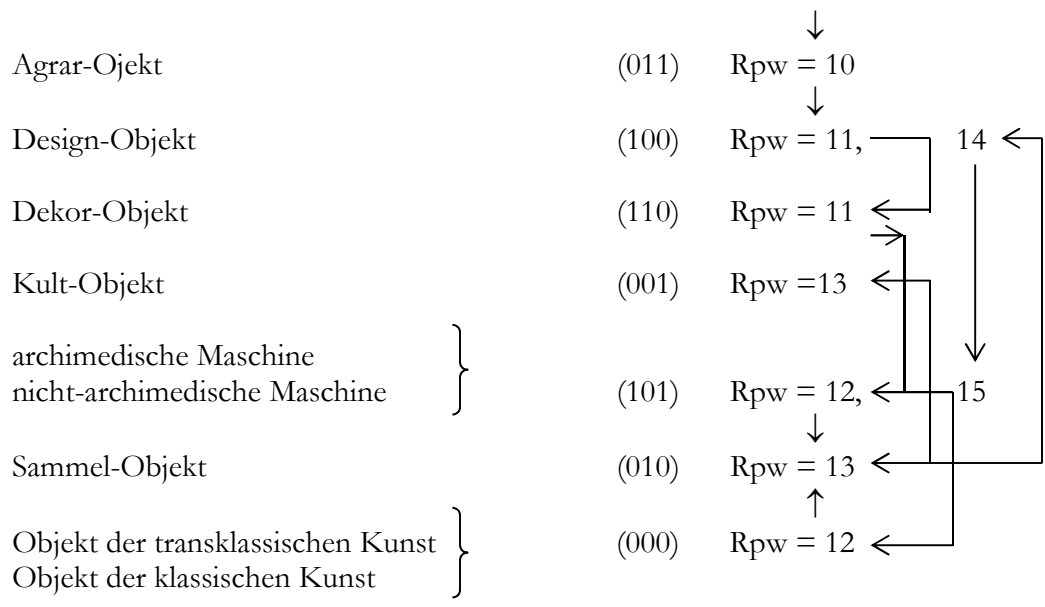 ↓
Agrar-Ojekt (011) Rpw = 10
↓
Design-Objekt (100) Rpw = 11, 14
Dekor-Objekt (110) Rpw = 11
Kult-Objekt (001) Rpw =13
archimedische Maschine
nicht-archimedische Maschine (101) Rpw = 12, 15
↓
Sammel-Objekt (010) Rpw = 13
↑
Objekt der transklassischen Kunst (000) Rpw = 12
Objekt der klassischen Kunst